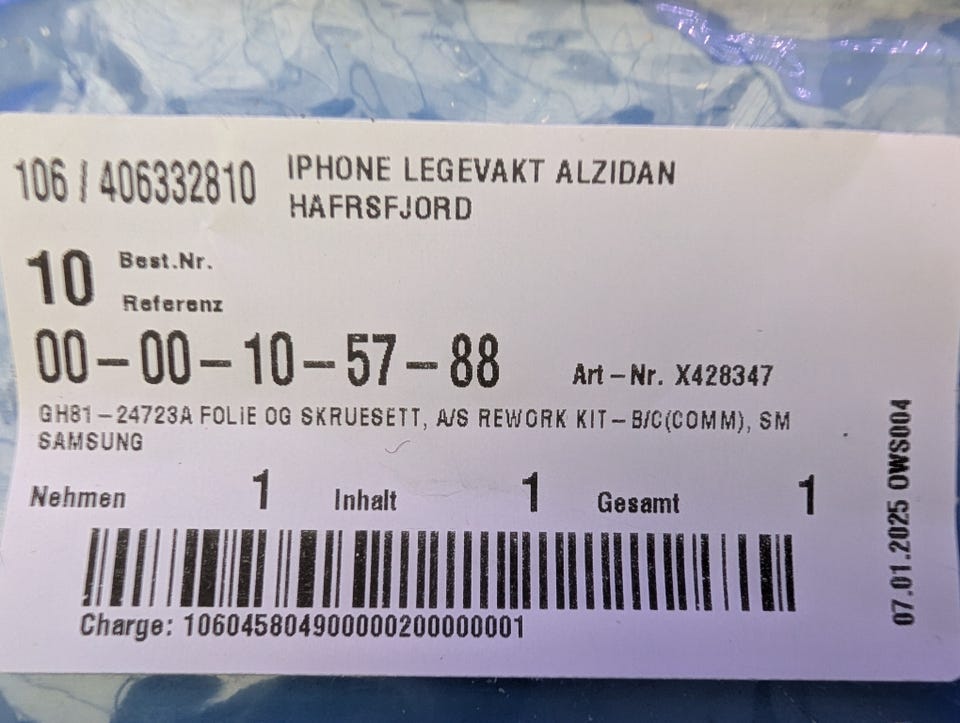 106 / 406332810
IPHONE LEGEVAKT ALZIDAN
HAFRSFJORD
10
Best.Nr.
Referenz
00-00-10-57-88
Art-Nr. X428347
GH81-24723A FOLIE OG SKRUESETT, A/S REWORK KIT-B/C(COMM), SM
SAMSUNG
Nehmen 1 Inhalt 1 Gesamt 1
Charge: 1060458049000000200000001
07.01.2025 OWS004